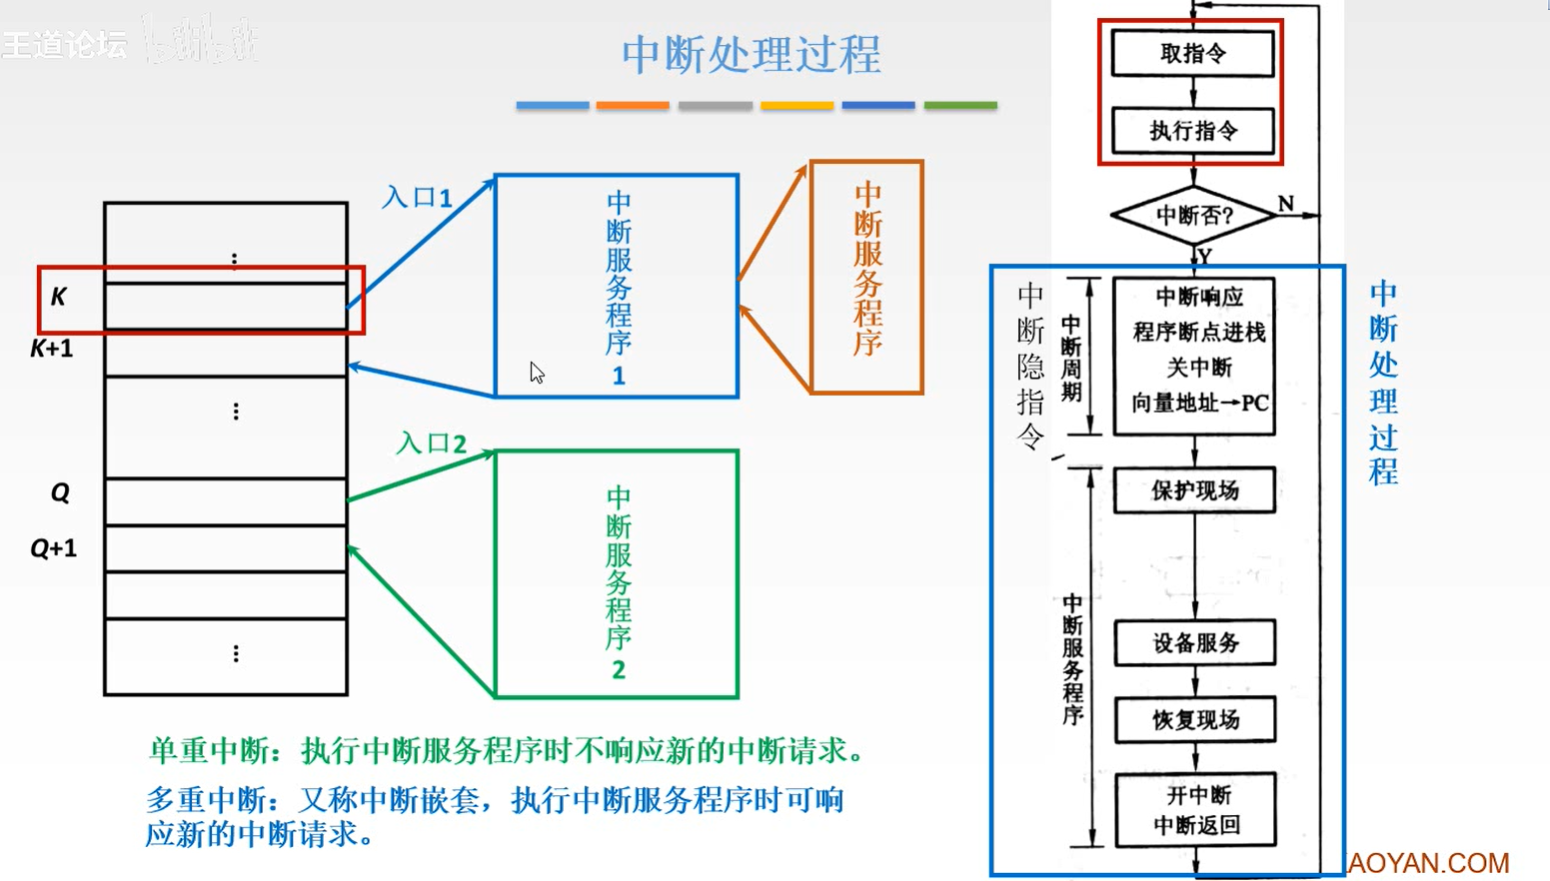 王道论坛 bilibili
中断处理过程
⋮
K
K+1
⋮
Q
Q+1
⋮
入口1
中断服务程序1
中断服务程序
入口2
中断服务程序2
单重中断：执行中断服务程序时不响应新的中断请求。
多重中断：又称中断嵌套，执行中断服务程序时可响
应新的中断请求。
取指令
执行指令
中断否?
N
Y
中断隐指令
中断周期
中断响应
程序断点进栈
关中断
向量地址→PC
中断服务程序
保护现场
设备服务
恢复现场
开中断
中断返回
中断处理过程
AOYAN.COM